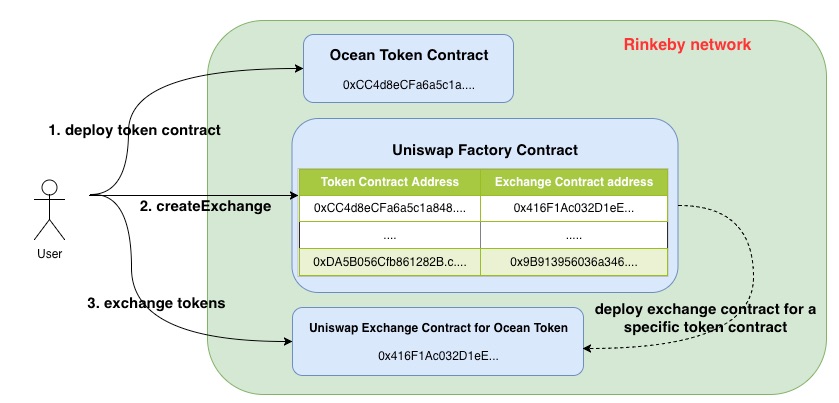 Rinkeby network
Ocean Token Contract
0xCC4d8eCFa6a5c1a....
1. deploy token contract
Uniswap Factory Contract
Token Contract Address Exchange Contract address
0xCC4d8eCFa6a5c1a848.... 0x416F1Ac032D1eE...
.... .....
0xDA5B056Cfb861282B.c.... 0x9B913956036a346....
2. createExchange
User
3. exchange tokens
deploy exchange contract for a
specific token contract
Uniswap Exchange Contract for Ocean Token
0x416F1Ac032D1eE...